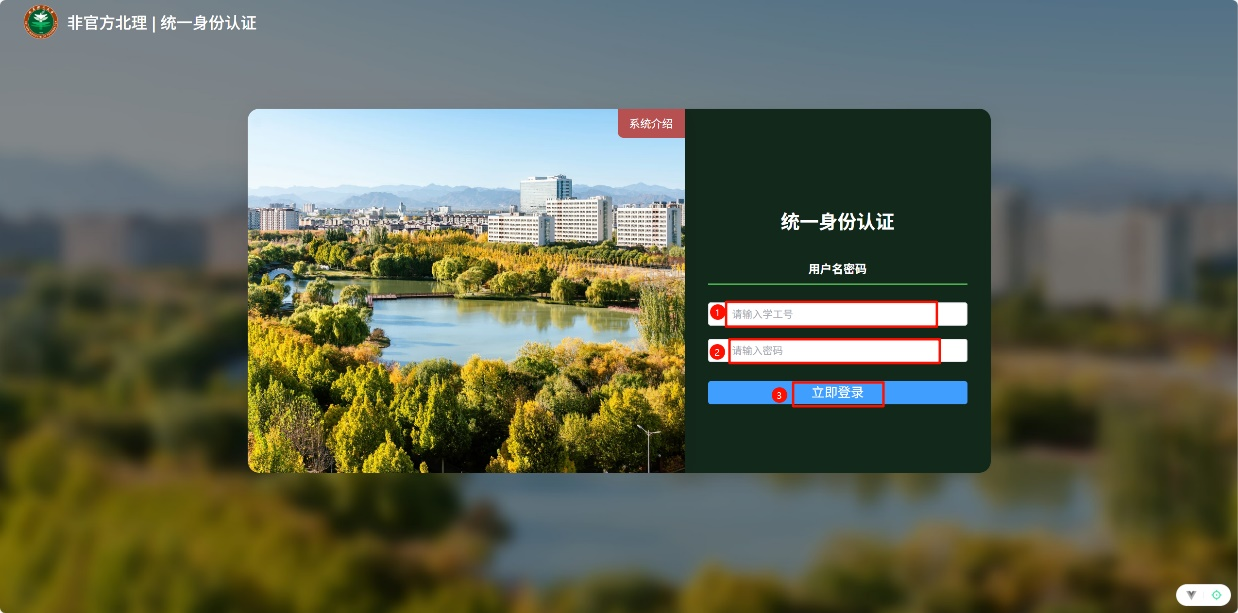 非官方北理 | 统一身份认证
系统介绍
统一身份认证
用户名密码
1 请输入学工号
2 请输入密码
3 立即登录